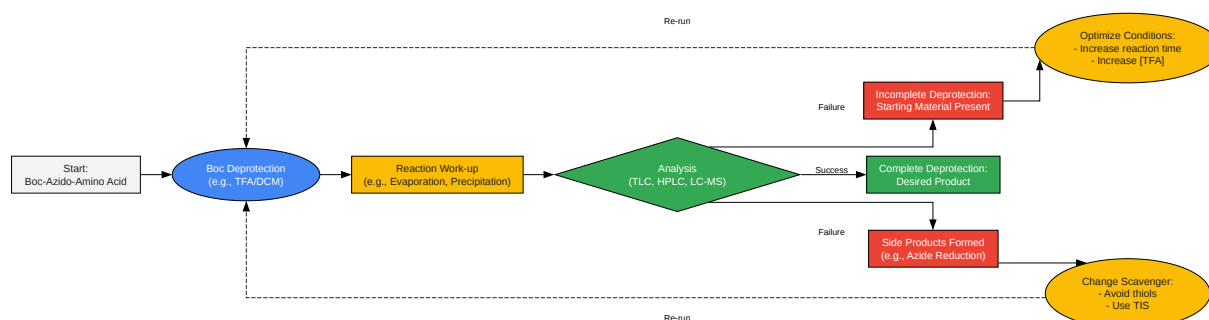 Re-run
Optimize Conditions:
- Increase reaction time
- Increase [TFA]
Incomplete Deprotection:
Starting Material Present
Failure
Start:
Boc-Azido-Amino Acid
Boc Deprotection
(e.g., TFA/DCM)
Reaction Work-up
(e.g., Evaporation, Precipitation)
Analysis
(TLC, HPLC, LC-MS)
Success
Complete Deprotection:
Desired Product
Failure
Side Products Formed
(e.g., Azide Reduction)
Change Scavenger:
- Avoid thiols
- Use TIS
Re-run